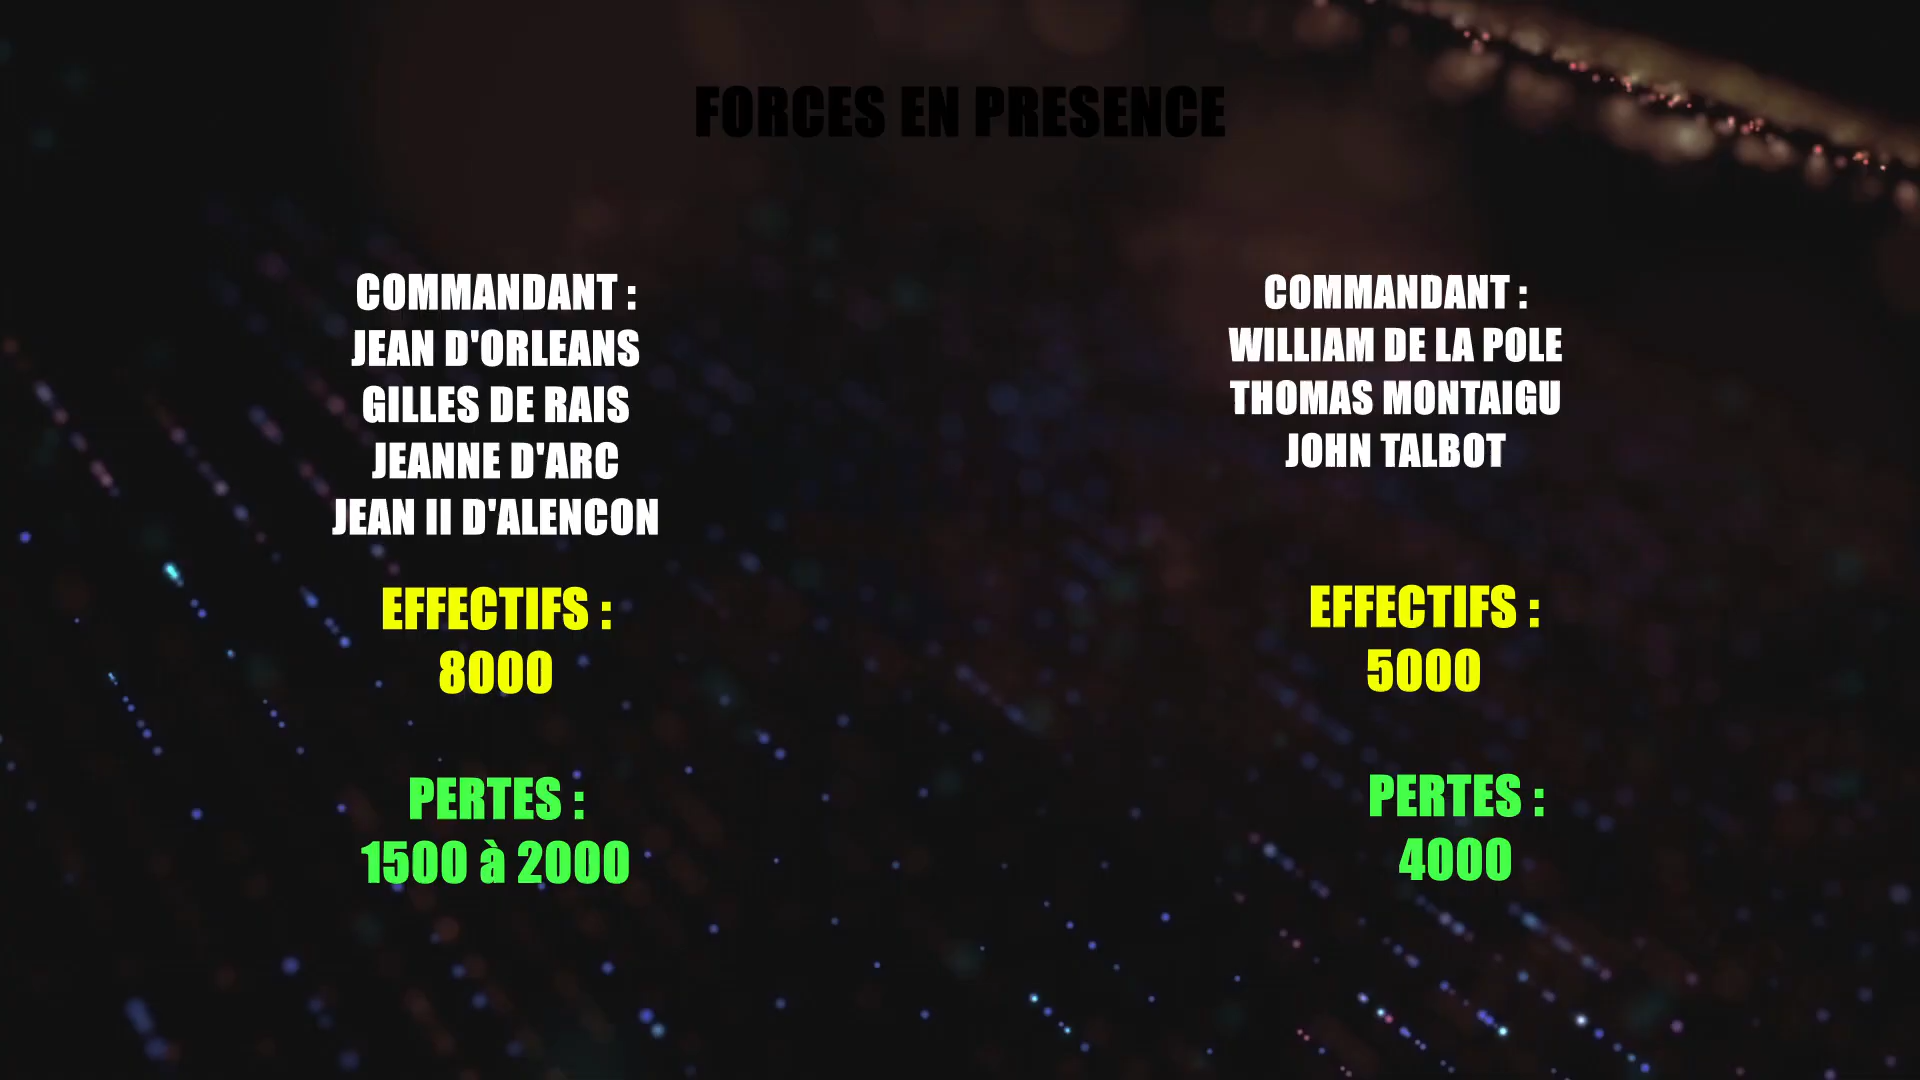 FORCES EN PRESENCE
COMMANDANT :
JEAN D'ORLEANS
GILLES DE RAIS
JEANNE D'ARC
JEAN II D'ALENCON
EFFECTIFS :
8000
PERTES :
1500 à 2000
COMMANDANT :
WILLIAM DE LA POLE
THOMAS MONTAIGU
JOHN TALBOT
EFFECTIFS :
5000
PERTES :
4000